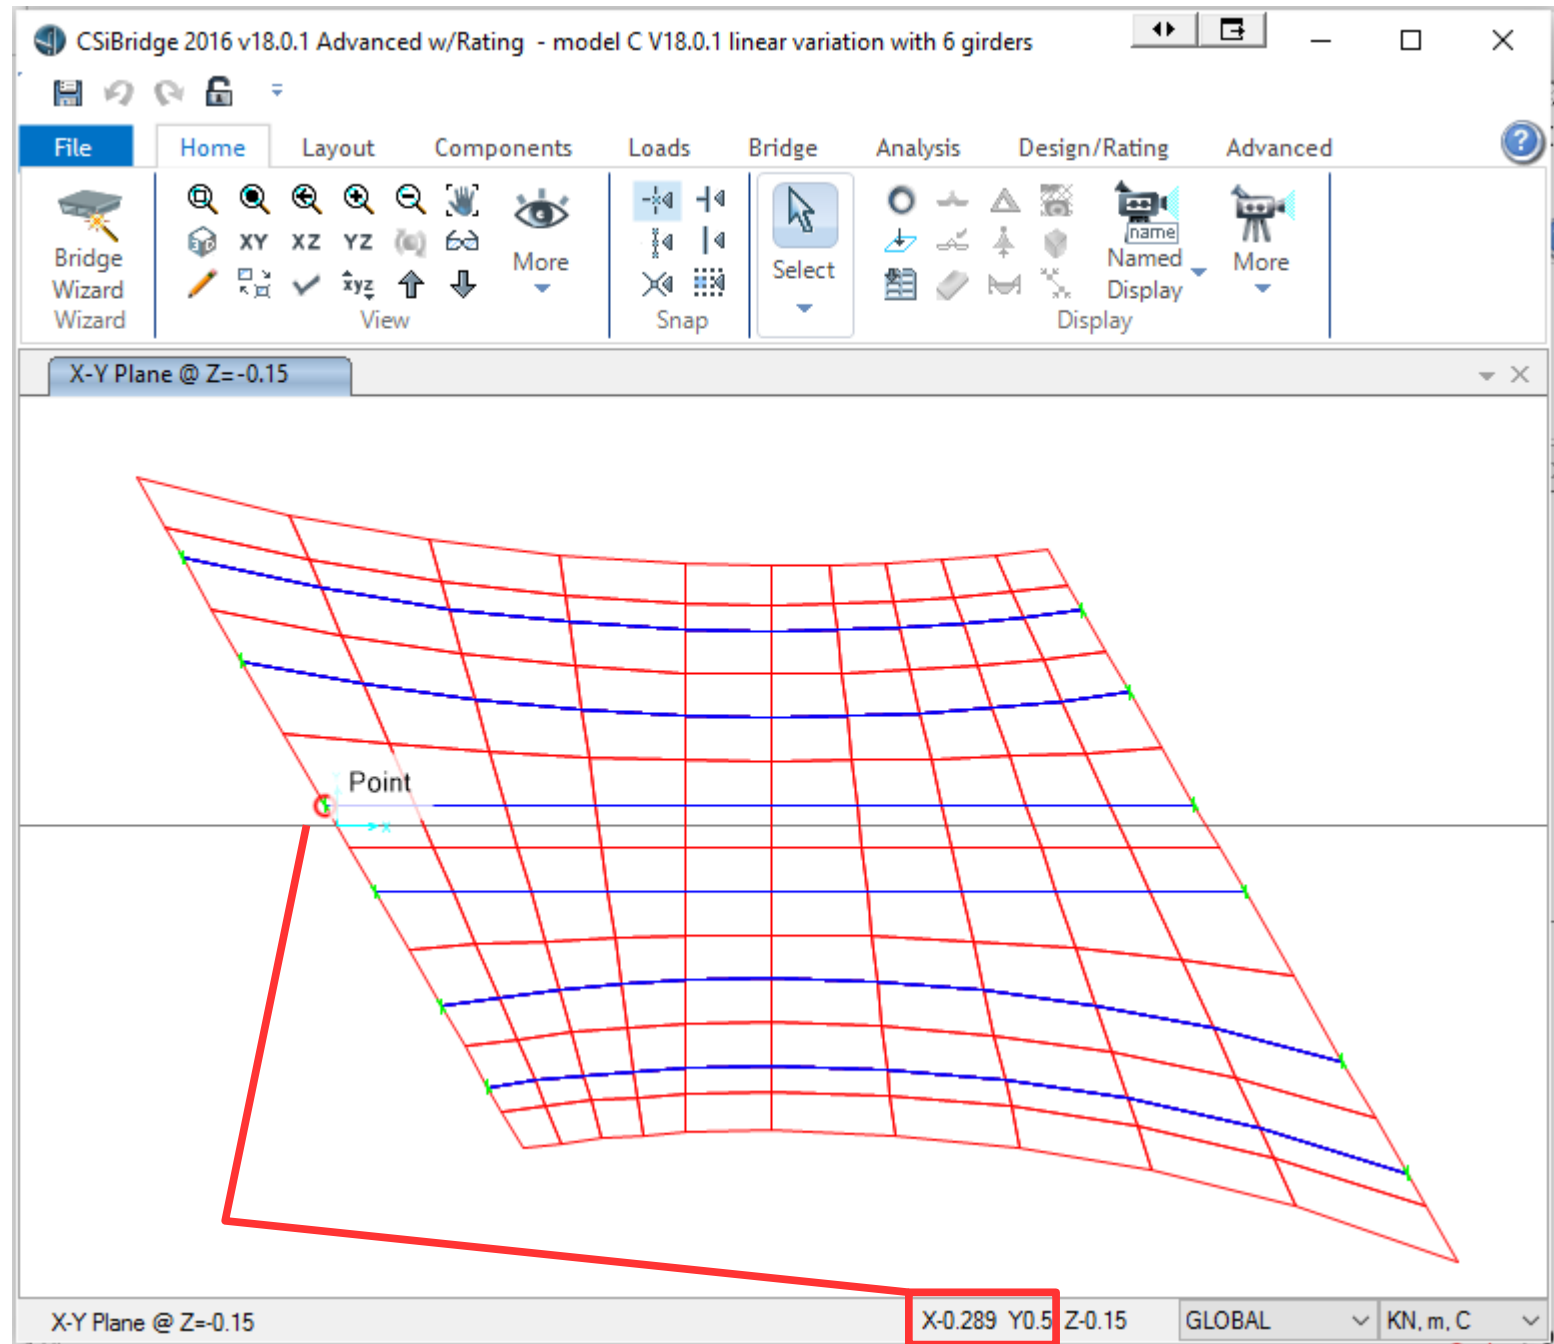 CSiBridge 2016 v18.0.1 Advanced w/Rating - model C V18.0.1 linear variation with 6 girders
File Home Layout Components Loads Bridge Analysis Design/Rating Advanced
Bridge Wizard
XY XZ YZ
xyz
More
Select
name
Named Display
More
Wizard View Snap Display
X-Y Plane @ Z=-0.15
Point
X
X-Y Plane @ Z=-0.15 X-0.289 Y0.5 Z-0.15 GLOBAL KN, m, C